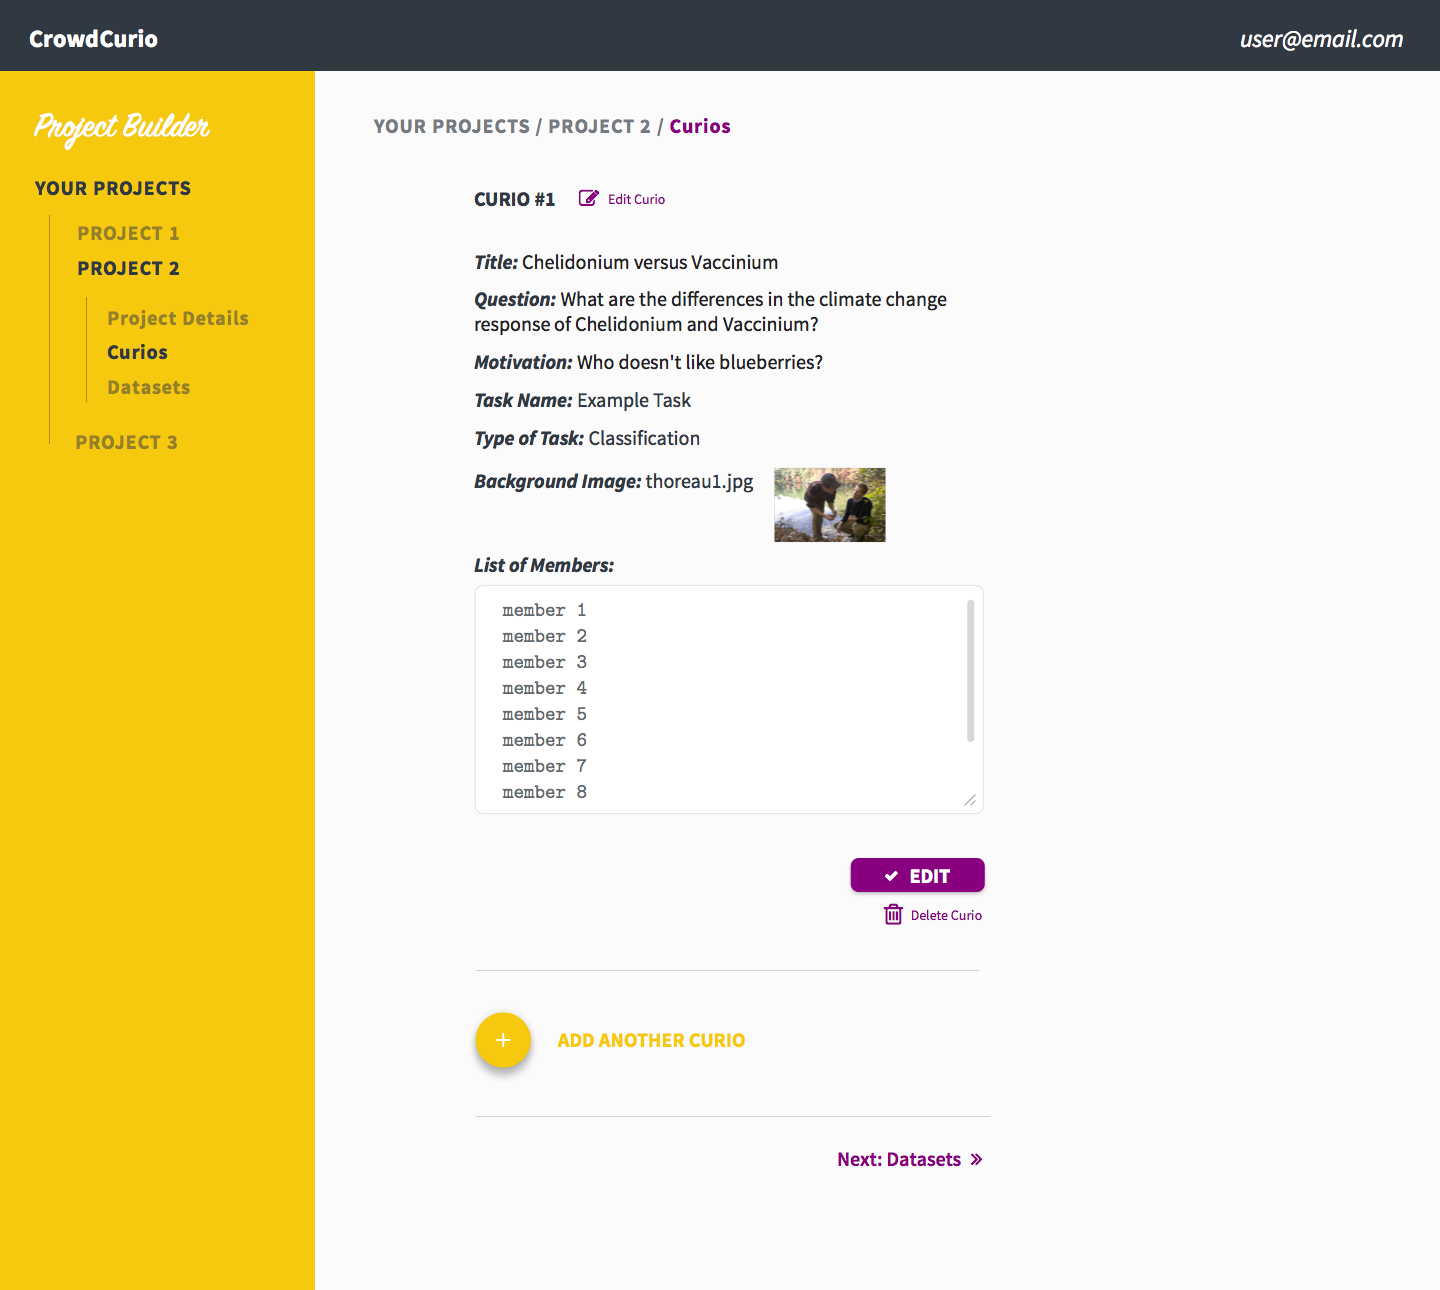 CrowdCurio
user@email.com
Project Builder
YOUR PROJECTS
PROJECT 1
PROJECT 2
Project Details
Curios
Datasets
PROJECT 3
YOUR PROJECTS / PROJECT 2 / Curios
CURIO #1
Edit Curio
Title: Chelidonium versus Vaccinium
Question: What are the differences in the climate change
response of Chelidonium and Vaccinium?
Motivation: Who doesn't like blueberries?
Task Name: Example Task
Type of Task: Classification
Background Image: thoreau1.jpg
List of Members:
member 1
member 2
member 3
member 4
member 5
member 6
member 7
member 8
EDIT
Delete Curio
+
ADD ANOTHER CURIO
Next: Datasets »